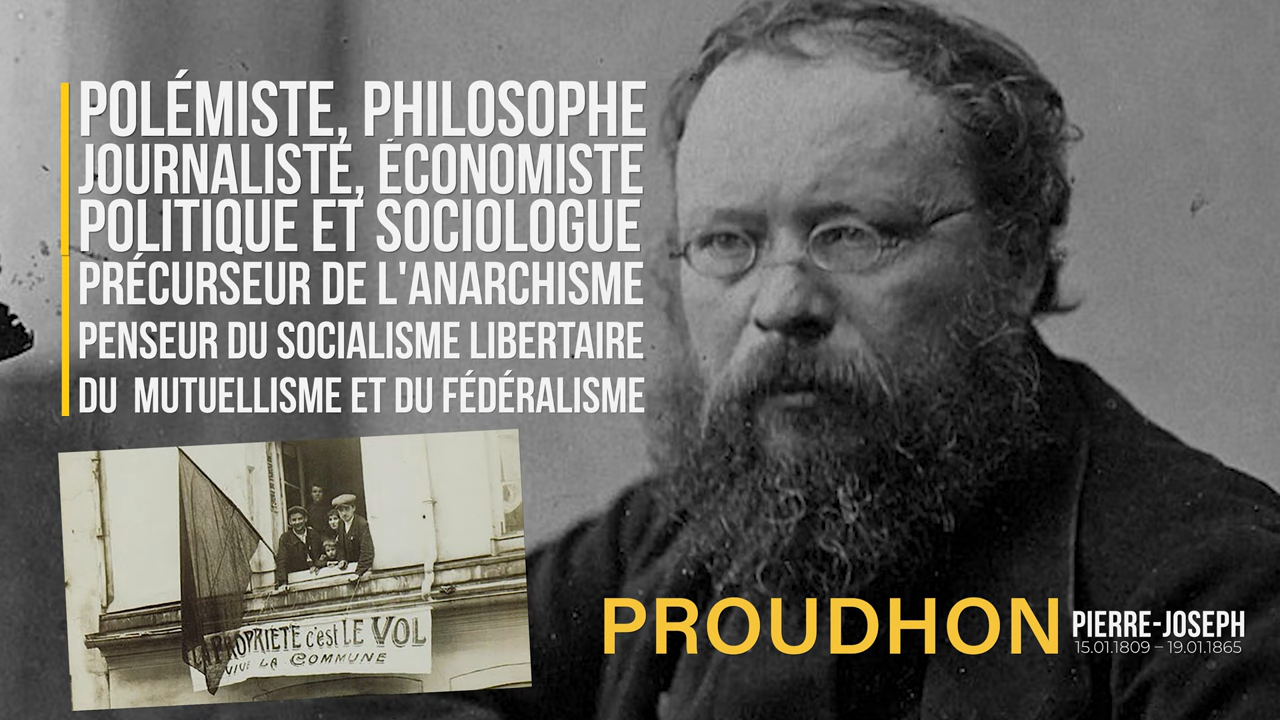 POLÉMISTE, PHILOSOPHE
JOURNALISTE, ÉCONOMISTE
POLITIQUE ET SOCIOLOGUE
PRÉCURSEUR DE L'ANARCHISME
PENSEUR DU SOCIALISME LIBERTAIRE
DU MUTUELLISME ET DU FÉDÉRALISME
LA PROPRIETE c'est LE VOL
VIVE LA COMMUNE
PROUDHON PIERRE-JOSEPH
15.01.1809 – 19.01.1865